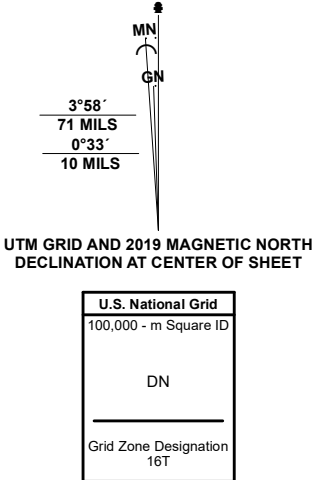 MN
GN
3°58´
71 MILS
0°33´
10 MILS
UTM GRID AND 2019 MAGNETIC NORTH
DECLINATION AT CENTER OF SHEET
U.S. National Grid
100,000 - m Square ID
DN
Grid Zone Designation
16T